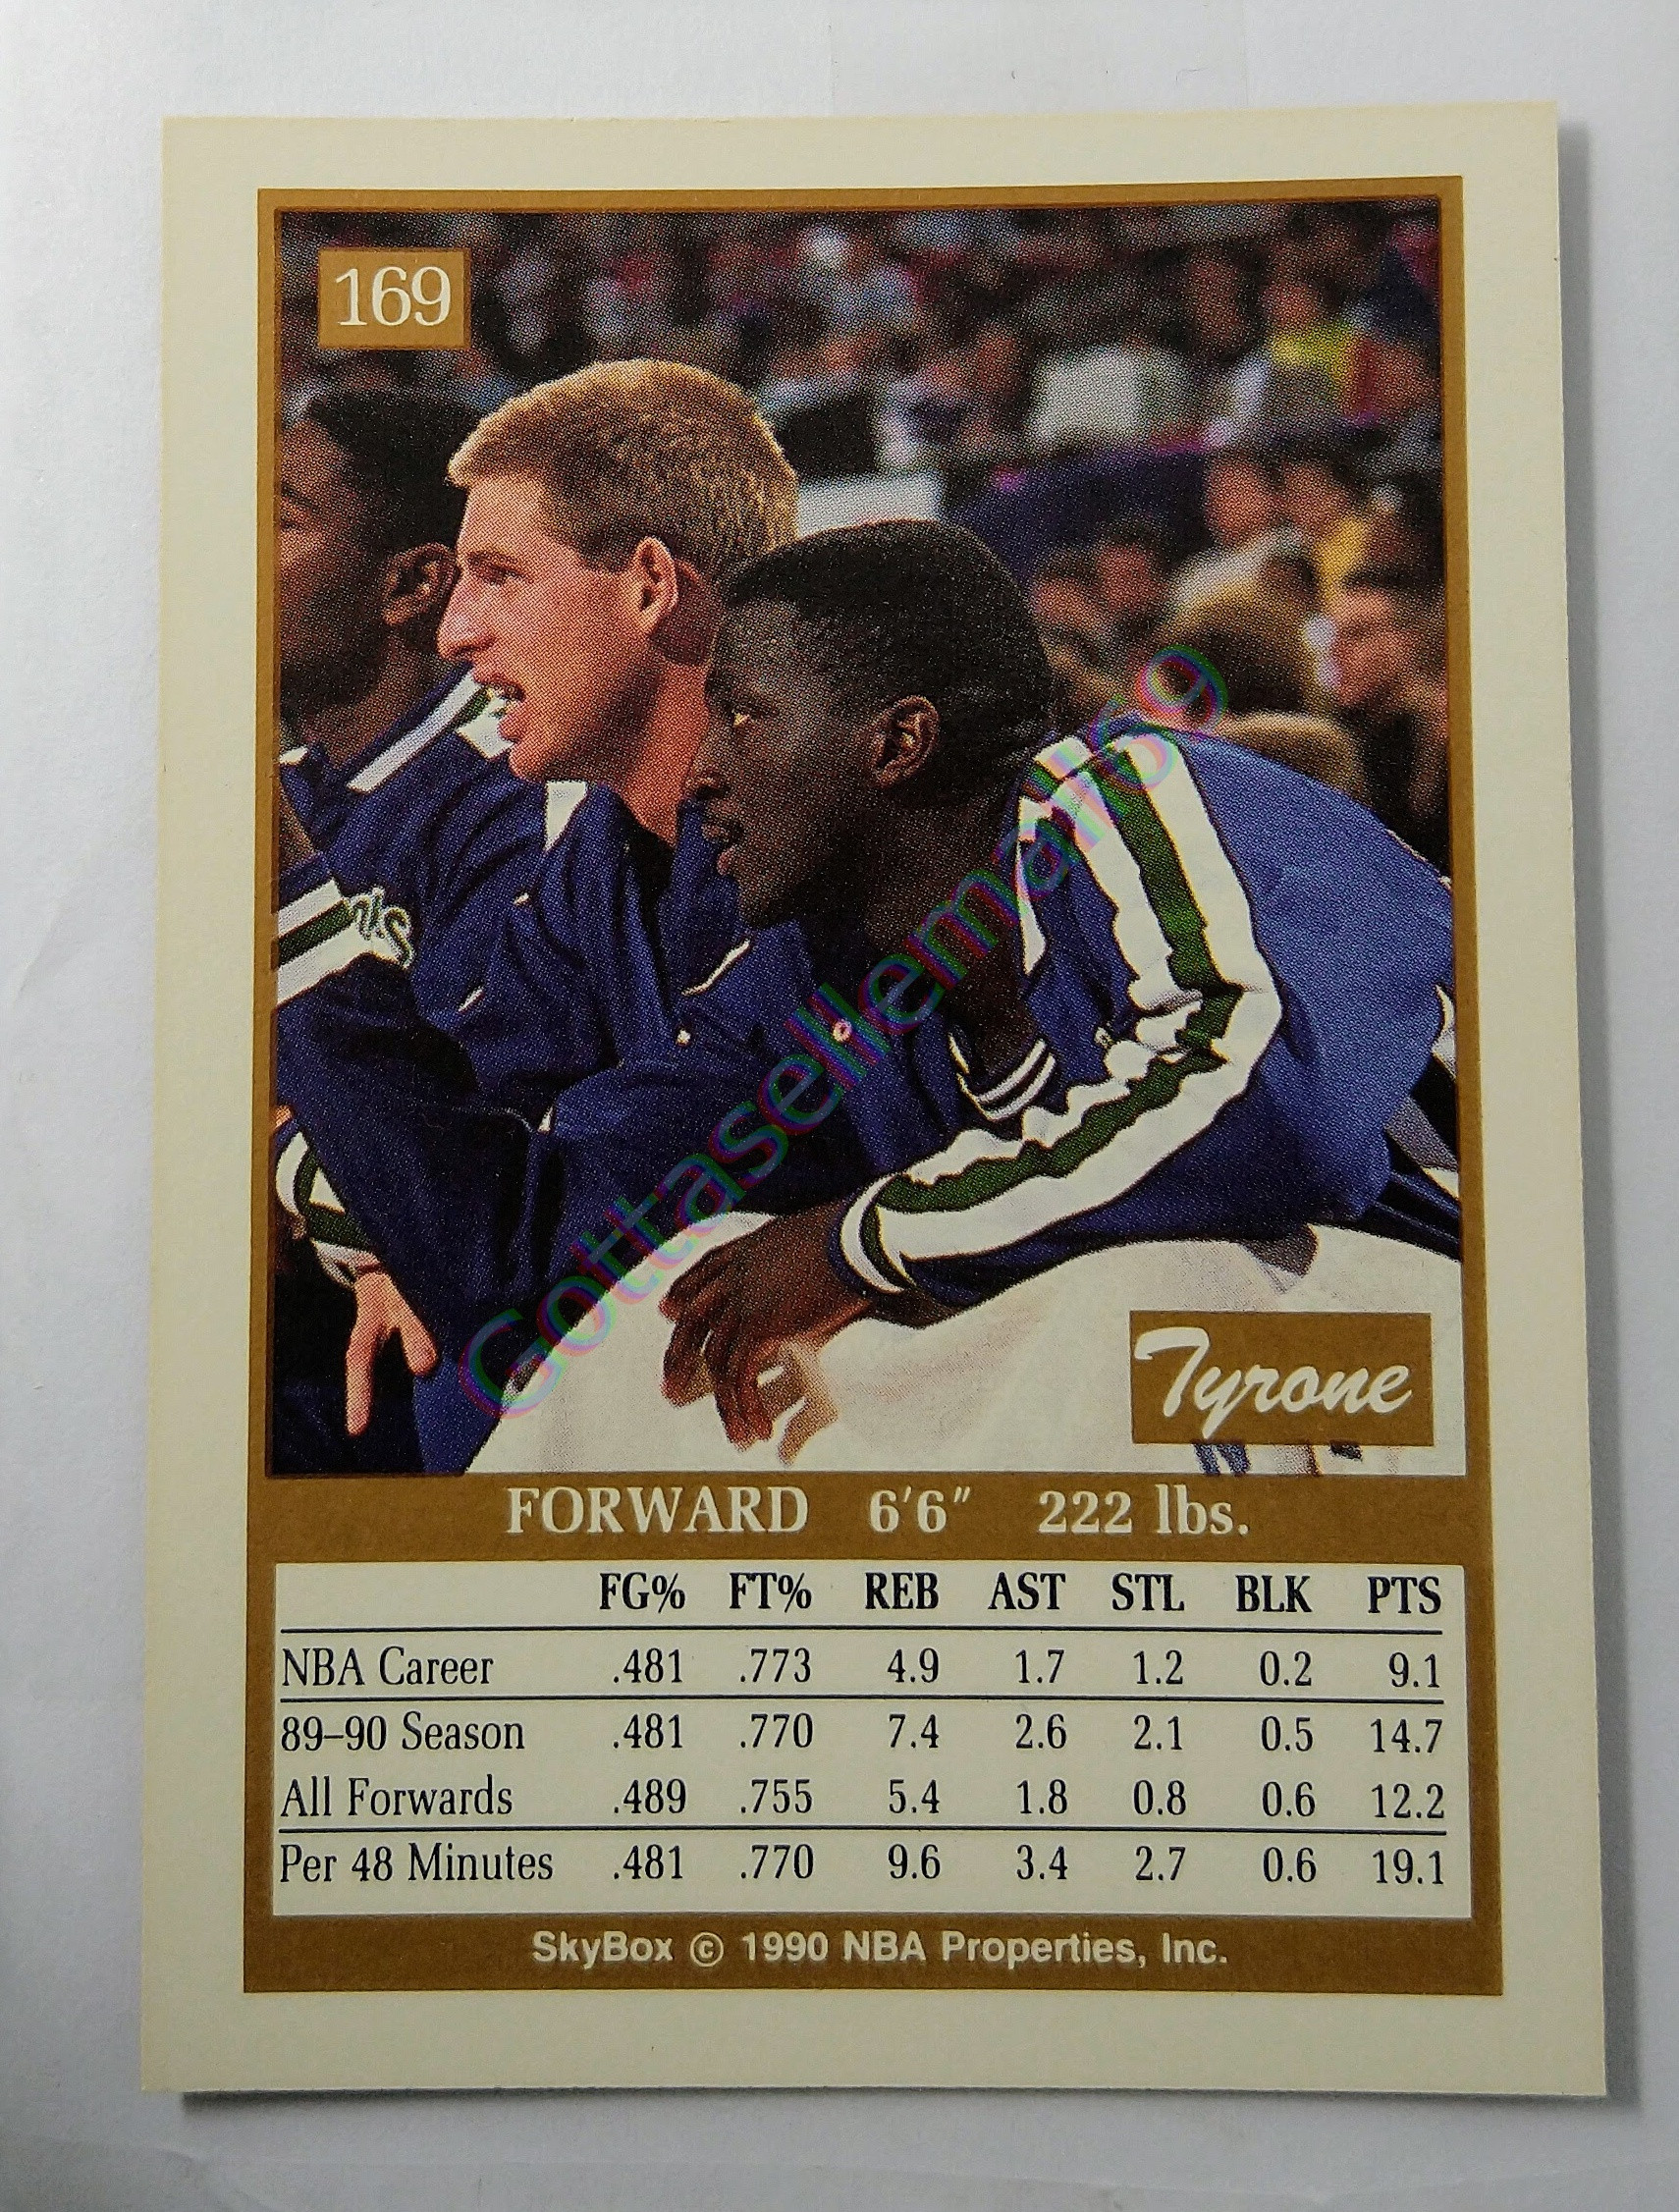 169
ks
Gottasellemall69
Tyrone
FORWARD 6'6" 222 lbs.
FG% FT% REB AST STL BLK PTS
NBA Career .481 .773 4.9 1.7 1.2 0.2 9.1
89–90 Season .481 .770 7.4 2.6 2.1 0.5 14.7
All Forwards .489 .755 5.4 1.8 0.8 0.6 12.2
Per 48 Minutes .481 .770 9.6 3.4 2.7 0.6 19.1
SkyBox © 1990 NBA Properties, Inc.